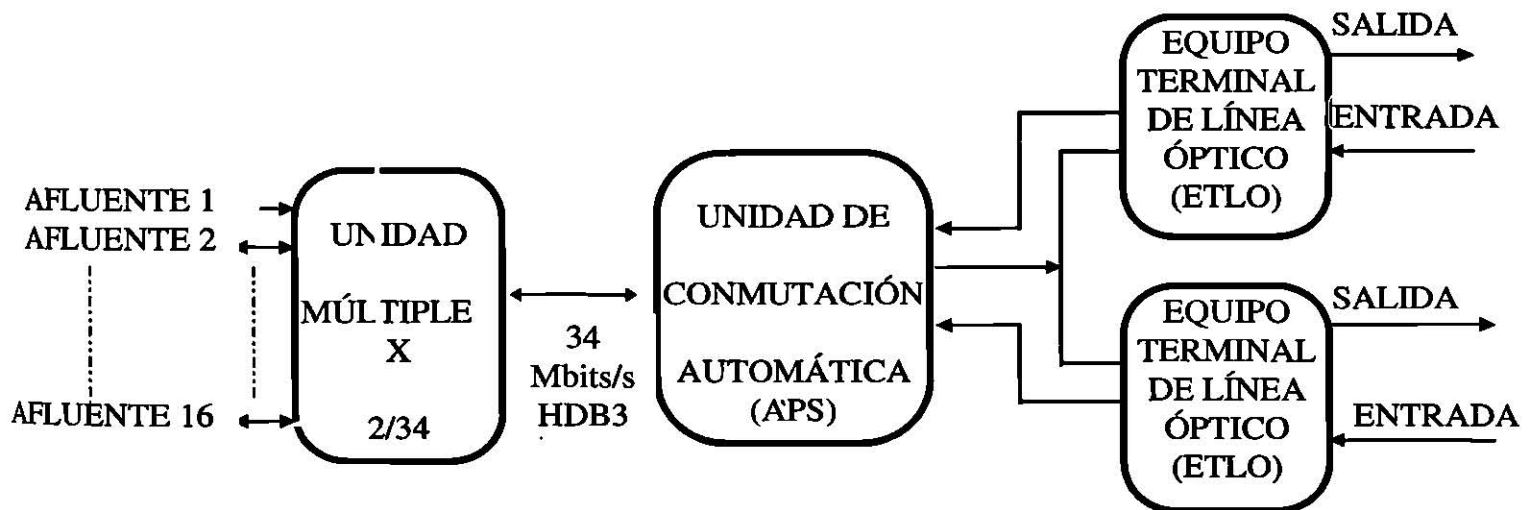 AFLUENTE 1
AFLUENTE 2
AFLUENTE 16
UNIDAD
MÚLTIPLE
X
2/34
34
Mbits/s
HDB3
UNIDAD DE
CONMUTACIÓN
AUTOMÁTICA
(APS)
EQUIPO
TERMINAL
DE LÍNEA
ÓPTICO
(ETLO)
SALIDA
ENTRADA
EQUIPO
TERMINAL
DE LÍNEA
ÓPTICO
(ETLO)
SALIDA
ENTRADA